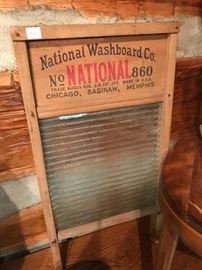 National Washboard Co.
No NATIONAL 860
TRADE MARKS REG. U.S. PAT. OFF. MADE IN U.S.A.
CHICAGO, SAGINAW, MEMPHIS